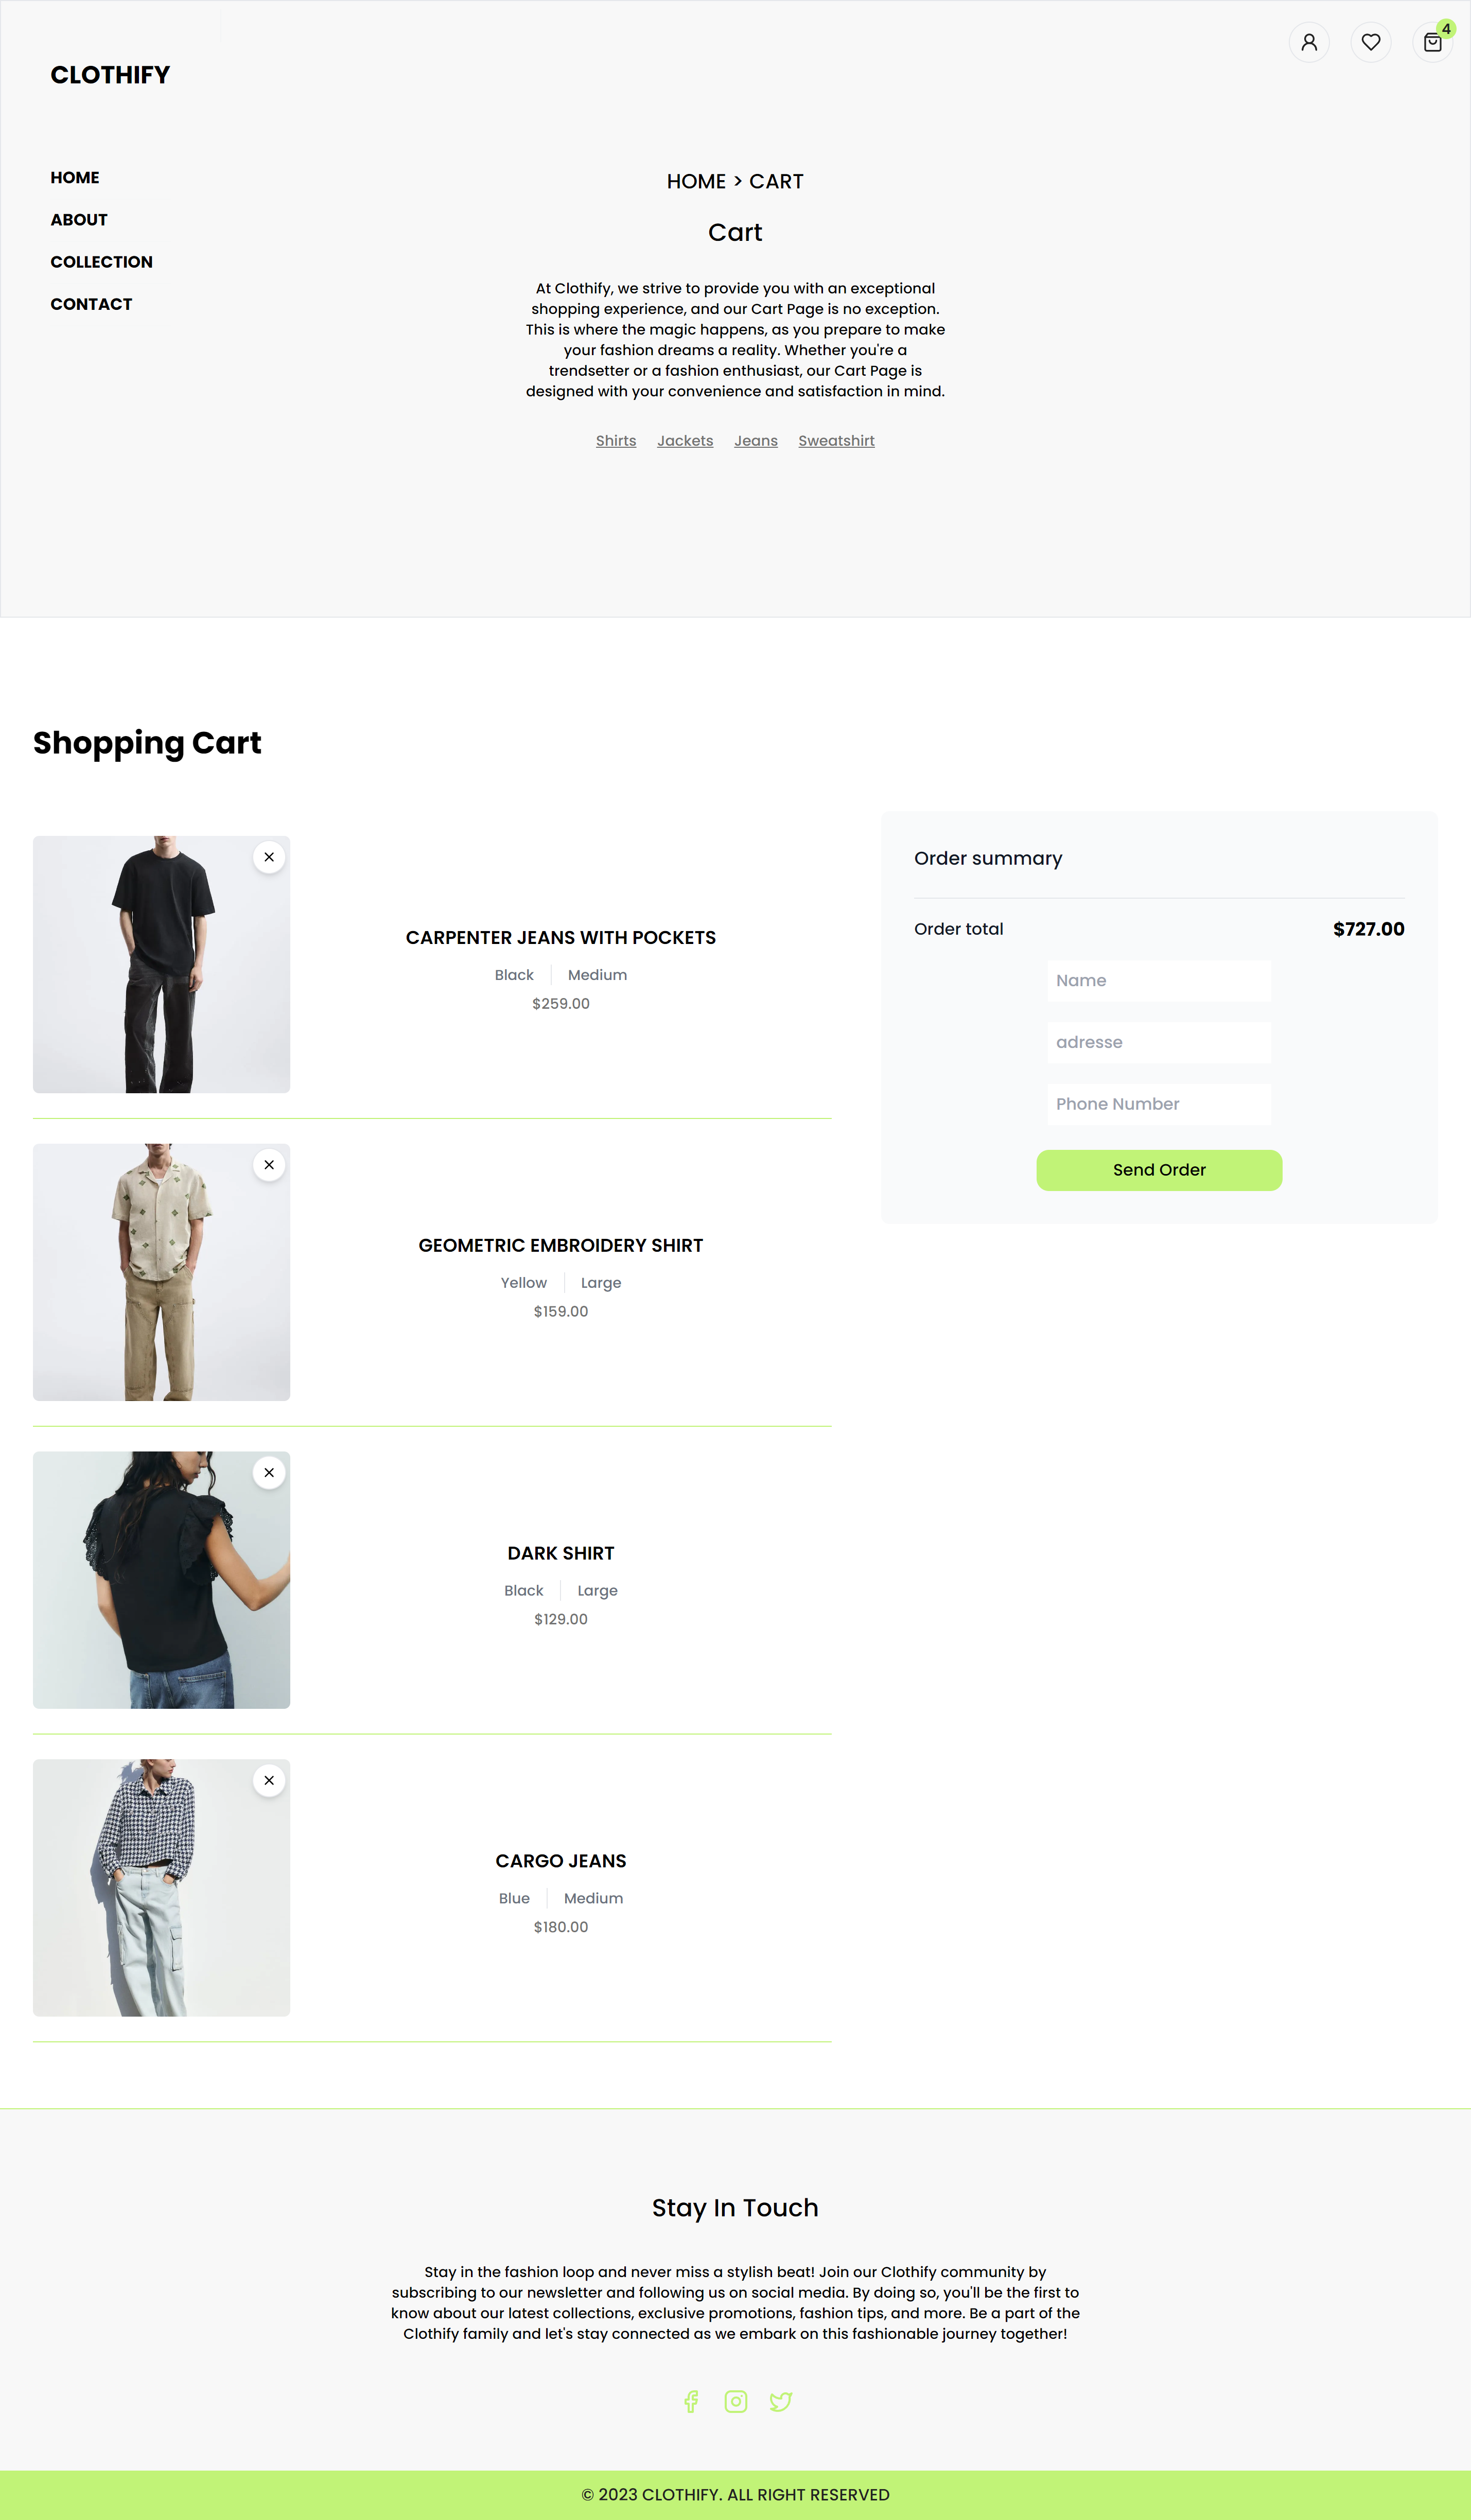 4
CLOTHIFY
HOME
ABOUT
COLLECTION
CONTACT
HOME > CART
Cart
At Clothify, we strive to provide you with an exceptional
shopping experience, and our Cart Page is no exception.
This is where the magic happens, as you prepare to make
your fashion dreams a reality. Whether you're a
trendsetter or a fashion enthusiast, our Cart Page is
designed with your convenience and satisfaction in mind.
Shirts Jackets Jeans Sweatshirt
Shopping Cart
CARPENTER JEANS WITH POCKETS
Black Medium
$259.00
GEOMETRIC EMBROIDERY SHIRT
Yellow Large
$159.00
DARK SHIRT
Black Large
$129.00
CARGO JEANS
Blue Medium
$180.00
Order summary
Order total $727.00
Name
adresse
Phone Number
Send Order
Stay In Touch
Stay in the fashion loop and never miss a stylish beat! Join our Clothify community by
subscribing to our newsletter and following us on social media. By doing so, you'll be the first to
know about our latest collections, exclusive promotions, fashion tips, and more. Be a part of the
Clothify family and let's stay connected as we embark on this fashionable journey together!
© 2023 CLOTHIFY. ALL RIGHT RESERVED